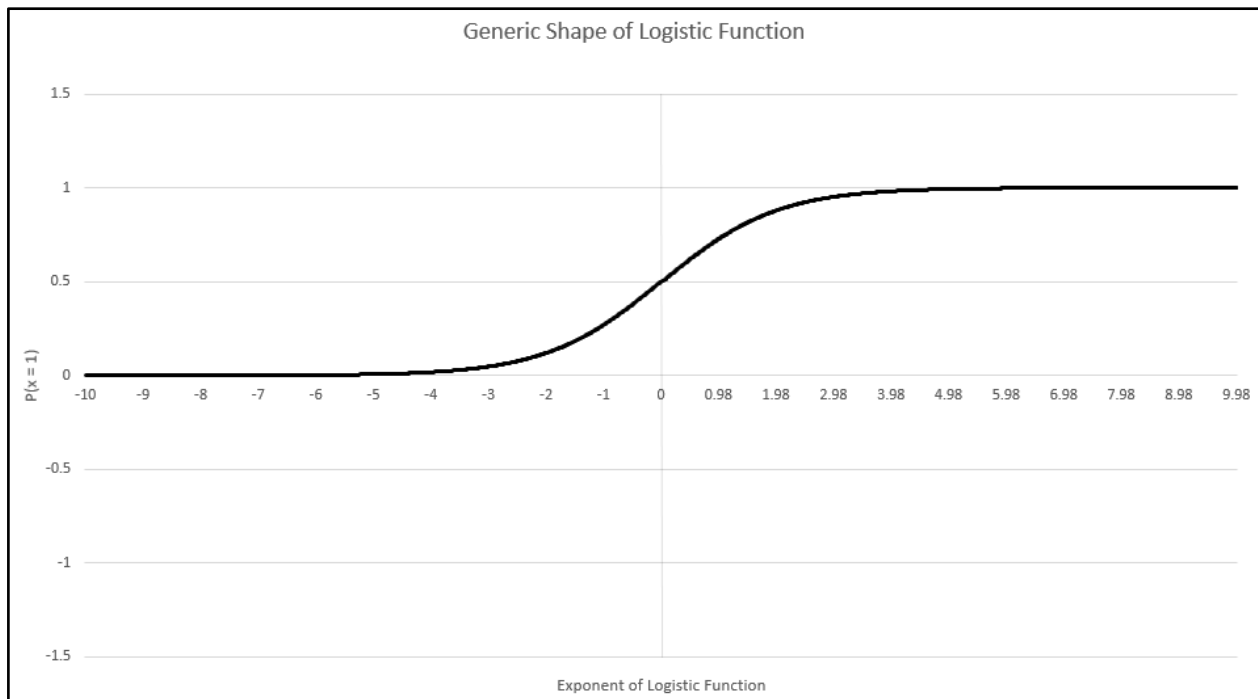 Generic Shape of Logistic Function
1.5
1
0.5
0
-10 -9 -8 -7 -6 -5 -4 -3 -2 -1 0 0.98 1.98 2.98 3.98 4.98 5.98 6.98 7.98 8.98 9.98
-0.5
-1
-1.5
P(x = 1)
Exponent of Logistic Function